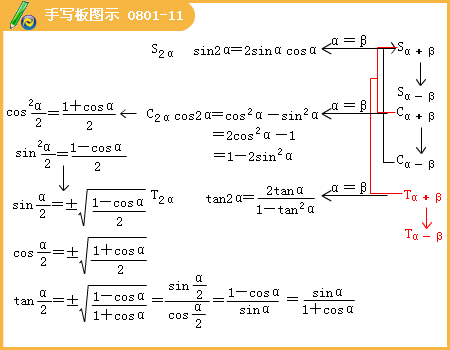 手写板图示 0801-11
S2α sin2α=2sinα cosα α=β Sα+β
Sα-β
cos²α/2=1+cosα/2 ← C2α cos2α=cos²α-sin²α α=β Cα+β
sin²α/2=1-cosα/2 =2cos²α-1
=1-2sin²α Cα-β
sinα/2=±√(1-cosα/2) T2α tan2α=2tanα/1-tan²α α=β Tα+β
Tα-β
cosα/2=±√(1+cosα/2)
tanα/2=±√(1-cosα/1+cosα)=sinα/2/cosα/2=1-cosα/sinα=sinα/1+cosα